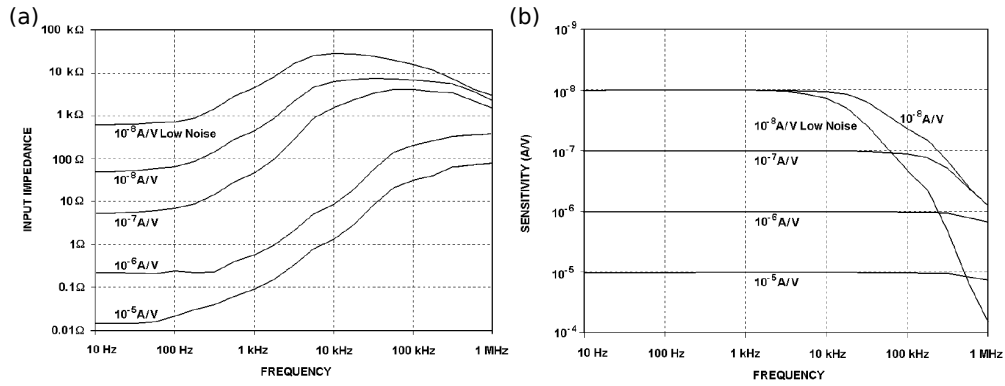 (a)
100 kΩ
10 kΩ
1 kΩ
100Ω
10Ω
1Ω
0.1Ω
0.01Ω
INPUT IMPEDANCE
10⁻⁸A/V Low Noise
10⁻⁸A/V
10⁻⁷A/V
10⁻⁶A/V
10⁻⁵A/V
10 Hz
100 Hz
1 kHz
10 kHz
100 kHz
1 MHz
FREQUENCY
(b)
10⁻⁹
10⁻⁸
10⁻⁷
10⁻⁶
10⁻⁵
10⁻⁴
SENSITIVITY (A/V)
10⁻⁸A/V
10⁻⁸A/V Low Noise
10⁻⁷A/V
10⁻⁶A/V
10⁻⁵A/V
10 Hz
100 Hz
1 kHz
10 kHz
100 kHz
1 MHz
FREQUENCY